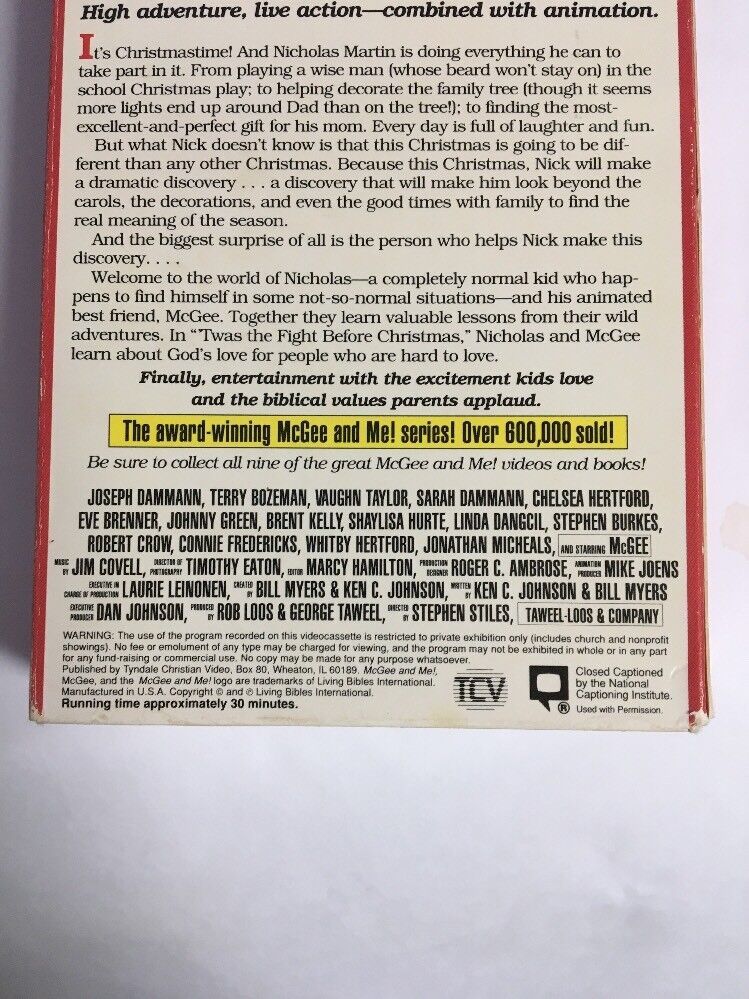 High adventure, live action—combined with animation.
It's Christmastime! And Nicholas Martin is doing everything he can to
take part in it. From playing a wise man (whose beard won't stay on) in the
school Christmas play; to helping decorate the family tree (though it seems
more lights end up around Dad than on the tree!); to finding the most-
excellent-and-perfect gift for his mom. Every day is full of laughter and fun.
But what Nick doesn't know is that this Christmas is going to be dif-
ferent than any other Christmas. Because this Christmas, Nick will make
a dramatic discovery . . . a discovery that will make him look beyond the
carols, the decorations, and even the good times with family to find the
real meaning of the season.
And the biggest surprise of all is the person who helps Nick make this
discovery. . . .
Welcome to the world of Nicholas—a completely normal kid who hap-
pens to find himself in some not-so-normal situations—and his animated
best friend, McGee. Together they learn valuable lessons from their wild
adventures. In "'Twas the Fight Before Christmas," Nicholas and McGee
learn about God's love for people who are hard to love.
Finally, entertainment with the excitement kids love
and the biblical values parents applaud.
The award-winning McGee and Me! series! Over 600,000 sold!
Be sure to collect all nine of the great McGee and Me! videos and books!
JOSEPH DAMMANN, TERRY BOZEMAN, VAUGHN TAYLOR, SARAH DAMMANN, CHELSEA HERTFORD,
EVE BRENNER, JOHNNY GREEN, BRENT KELLY, SHAYLISA HURTE, LINDA DANGCIL, STEPHEN BURKES,
ROBERT CROW, CONNIE FREDERICKS, WHITBY HERTFORD, JONATHAN MICHEALS, AND STARRING McGEE
MUSIC BY JIM COVELL, DIRECTOR OF PHOTOGRAPHY TIMOTHY EATON, EDITOR MARCY HAMILTON, PRODUCTION DESIGNER ROGER C. AMBROSE, ANIMATION PRODUCER MIKE JOENS
EXECUTIVE IN CHARGE OF PRODUCTION LAURIE LEINONEN, CREATED BY BILL MYERS & KEN C. JOHNSON, WRITTEN BY KEN C. JOHNSON & BILL MYERS
EXECUTIVE PRODUCER DAN JOHNSON, PRODUCED BY ROB LOOS & GEORGE TAWEEL, DIRECTED BY STEPHEN STILES, TAWEEL-LOOS & COMPANY
WARNING: The use of the program recorded on this videocassette is restricted to private exhibition only (includes church and nonprofit
showings). No fee or emolument of any type may be charged for viewing, and the program may not be exhibited in whole or in any part
for any fund-raising or commercial use. No copy may be made for any purpose whatsoever.
Published by Tyndale Christian Video, Box 80, Wheaton, IL 60189. McGee and Me!,
McGee, and the McGee and Me! logo are trademarks of Living Bibles International.
Manufactured in U.S.A. Copyright © and ℗ Living Bibles International.
Running time approximately 30 minutes.
TCV
®
Closed Captioned
by the National
Captioning Institute.
Used with Permission.